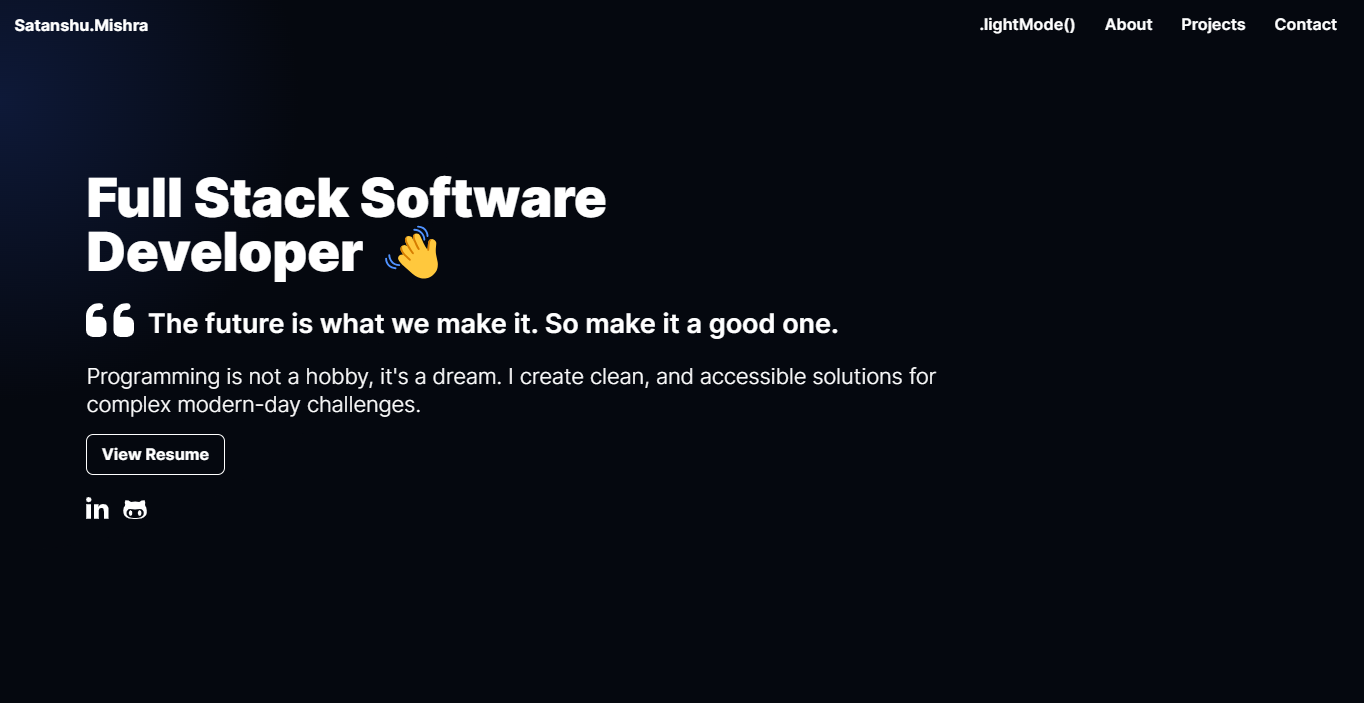 Satanshu.Mishra
.lightMode() About Projects Contact
Full Stack Software
Developer 👋
❝ The future is what we make it. So make it a good one.
Programming is not a hobby, it's a dream. I create clean, and accessible solutions for
complex modern-day challenges.
View Resume
in